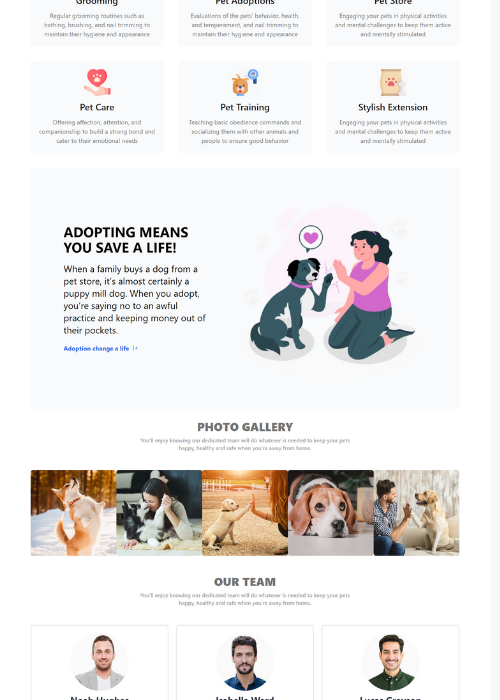 Grooming
Pet Adoptions
Pet Store
Regular grooming routines such as
bathing, brushing, and nail trimming to
maintain their hygiene and appearance
Evaluations of the pets' behavior, health,
and temperament, and nail trimming to
maintain their hygiene and appearance
Engaging your pets in physical activities
and mental challenges to keep them active
and mentally stimulated
Pet Care
Offering affection, attention, and
companionship to build a strong bond and
cater to their emotional needs
Pet Training
Teaching basic obedience commands and
socializing them with other animals and
people to ensure good behavior
Stylish Extension
Engaging your pets in physical activities
and mental challenges to keep them active
and mentally stimulated
ADOPTING MEANS
YOU SAVE A LIFE!
When a family buys a dog from a
pet store, it's almost certainly a
puppy mill dog. When you adopt,
you're saying no to an awful
practice and keeping money out of
their pockets.
Adoption change a life
PHOTO GALLERY
You'll enjoy knowing our dedicated team will do whatever is needed to keep your pets
happy, healthy and safe when you're away from home.
OUR TEAM
You'll enjoy knowing our dedicated team will do whatever is needed to keep your pets
happy, healthy and safe when you're away from home.
Noah Hughes
Isabella Ward
Lucas Grayson